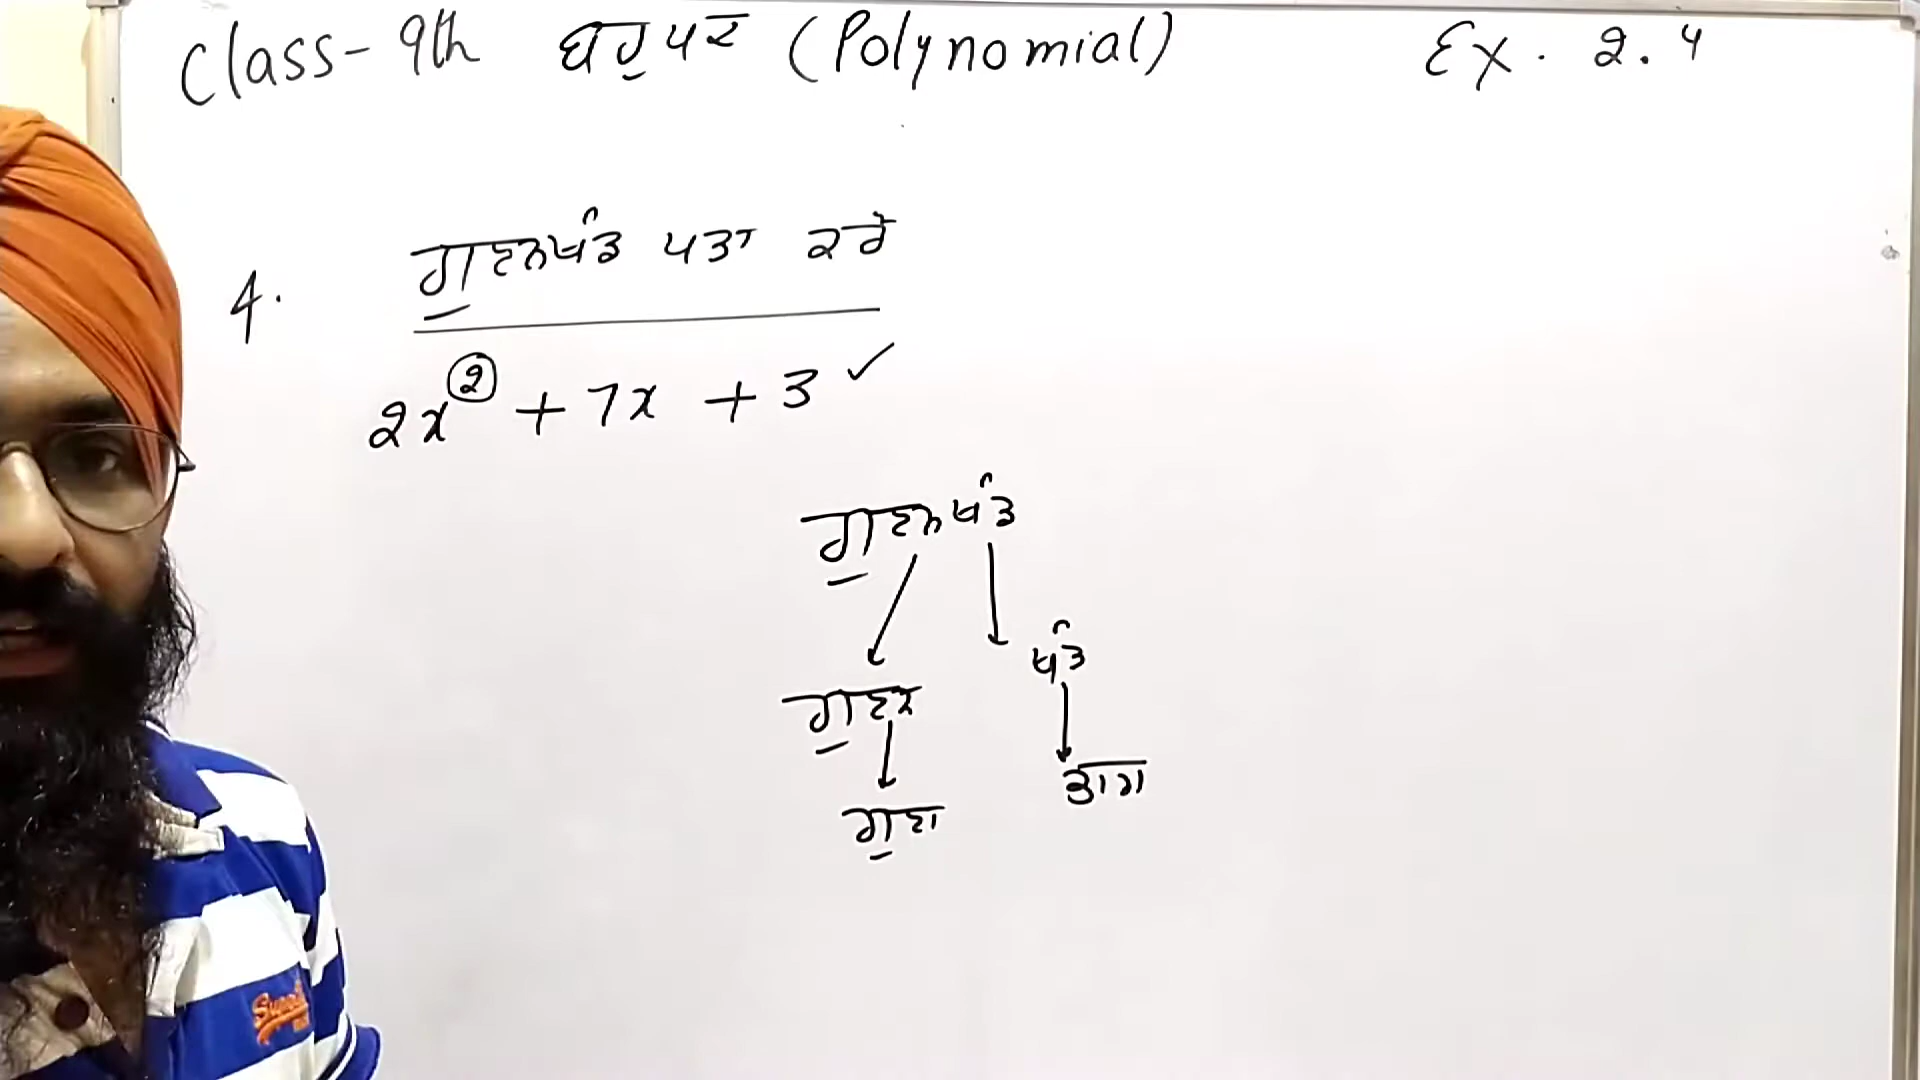 Class-9th ਬਹੁਪਦ (Polynomial) Ex. 2.4
4. ਗੁਣਨਖੰਡ ਪਤਾ ਕਰੋ
2x² + 7x + 3 ✓
ਗੁਣਨਖੰਡ
ਖੰਡ
ਗੁਣਨ
ਭਾਗ
ਗੁਣਾ